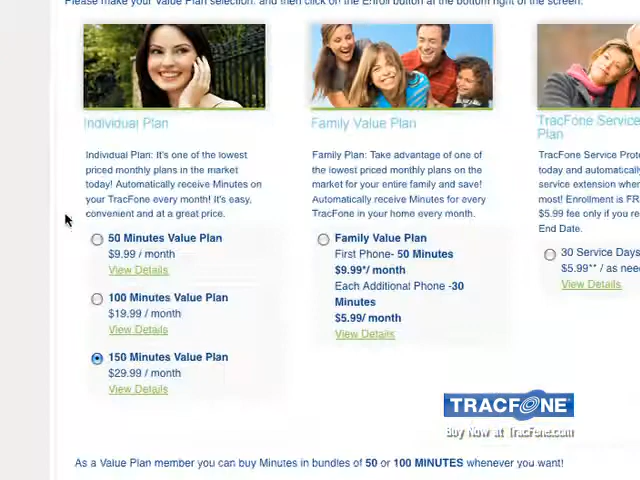 Please make your Value Plan selection, and then click on the Enroll button at the bottom right of the screen.
Individual Plan
Individual Plan: It's one of the lowest
priced monthly plans in the market
today! Automatically receive Minutes on
your TracFone every month! It's easy,
convenient and at a great price.
50 Minutes Value Plan
$9.99 / month
View Details
100 Minutes Value Plan
$19.99 / month
View Details
150 Minutes Value Plan
$29.99 / month
View Details
Family Value Plan
Family Plan: Take advantage of one of
the lowest priced monthly plans on the
market for your entire family and save!
Automatically receive Minutes for every
TracFone in your home every month.
Family Value Plan
First Phone- 50 Minutes
$9.99*/ month
Each Additional Phone -30
Minutes
$5.99/ month
View Details
TracFone Service
Plan
TracFone Service Prote
today and automatically
service extension when
most! Enrollment is FR
$5.99 fee only if you re
End Date.
30 Service Days
$5.99** / as nee
View Details
TRACFONE
Buy Now at TracFone.com
As a Value Plan member you can buy Minutes in bundles of 50 or 100 MINUTES whenever you want!